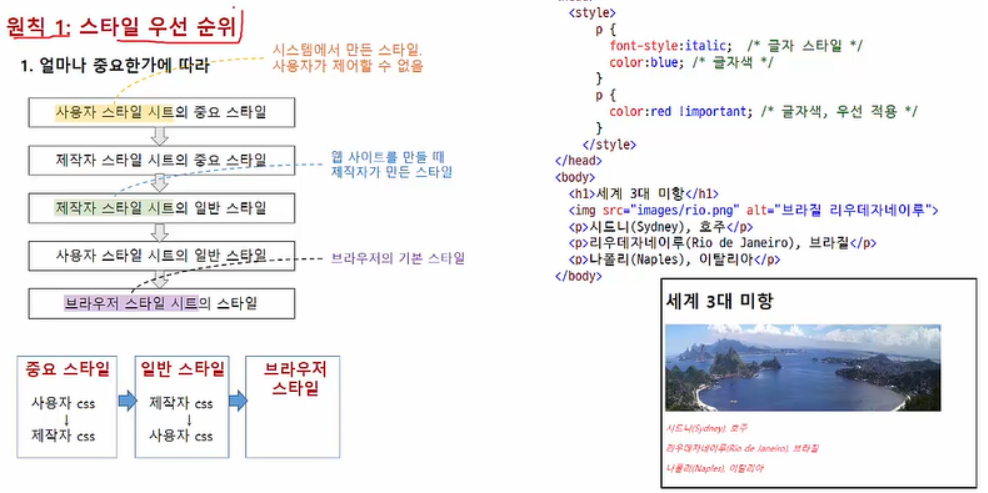 원칙 1: 스타일 우선 순위
1. 얼마나 중요한가에 따라
시스템에서 만든 스타일.
사용자가 제어할 수 없음
사용자 스타일 시트의 중요 스타일
제작자 스타일 시트의 중요 스타일
웹 사이트를 만들 때
제작자가 만든 스타일
제작자 스타일 시트의 일반 스타일
사용자 스타일 시트의 일반 스타일
브라우저의 기본 스타일
브라우저 스타일 시트의 스타일
중요 스타일
사용자 css
↓
제작자 css
일반 스타일
제작자 css
↓
사용자 css
브라우저
스타일
<style>
p {
font-style:italic; /* 글자 스타일 */
color:blue; /* 글자색 */
}
p {
color:red !important; /* 글자색, 우선 적용 */
}
</style>
</head>
<body>
<h1>세계 3대 미항</h1>
<img src="images/rio.png" alt="브라질 리우데자네이루">
<p>시드니(Sydney), 호주</p>
<p>리우데자네이루(Rio de Janeiro), 브라질</p>
<p>나폴리(Naples), 이탈리아</p>
</body>
세계 3대 미항
시드니(Sydney), 호주
리우데자네이루(Rio de Janeiro), 브라질
나폴리(Naples), 이탈리아